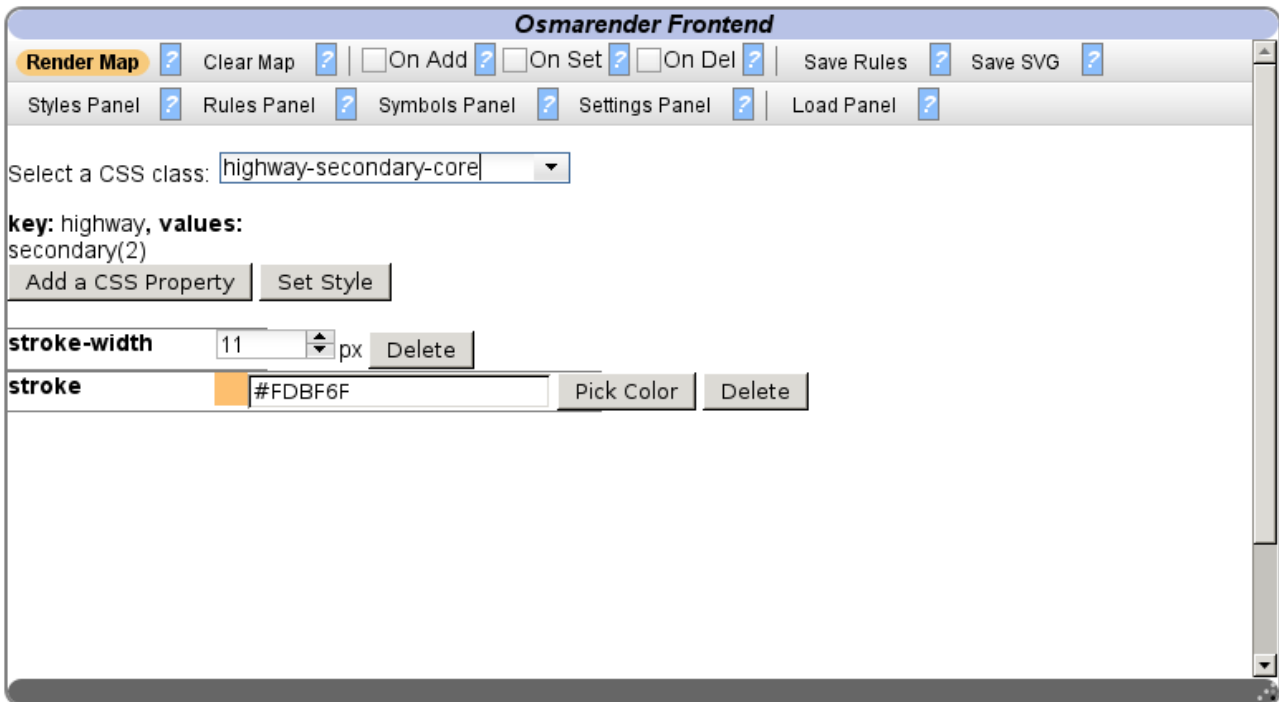 Osmarender Frontend
Render Map ? Clear Map ? On Add ? On Set ? On Del ? Save Rules ? Save SVG ?
Styles Panel ? Rules Panel ? Symbols Panel ? Settings Panel ? Load Panel ?
Select a CSS class: highway-secondary-core
key: highway, values:
secondary(2)
Add a CSS Property Set Style
stroke-width 11 px Delete
stroke #FDBF6F Pick Color Delete